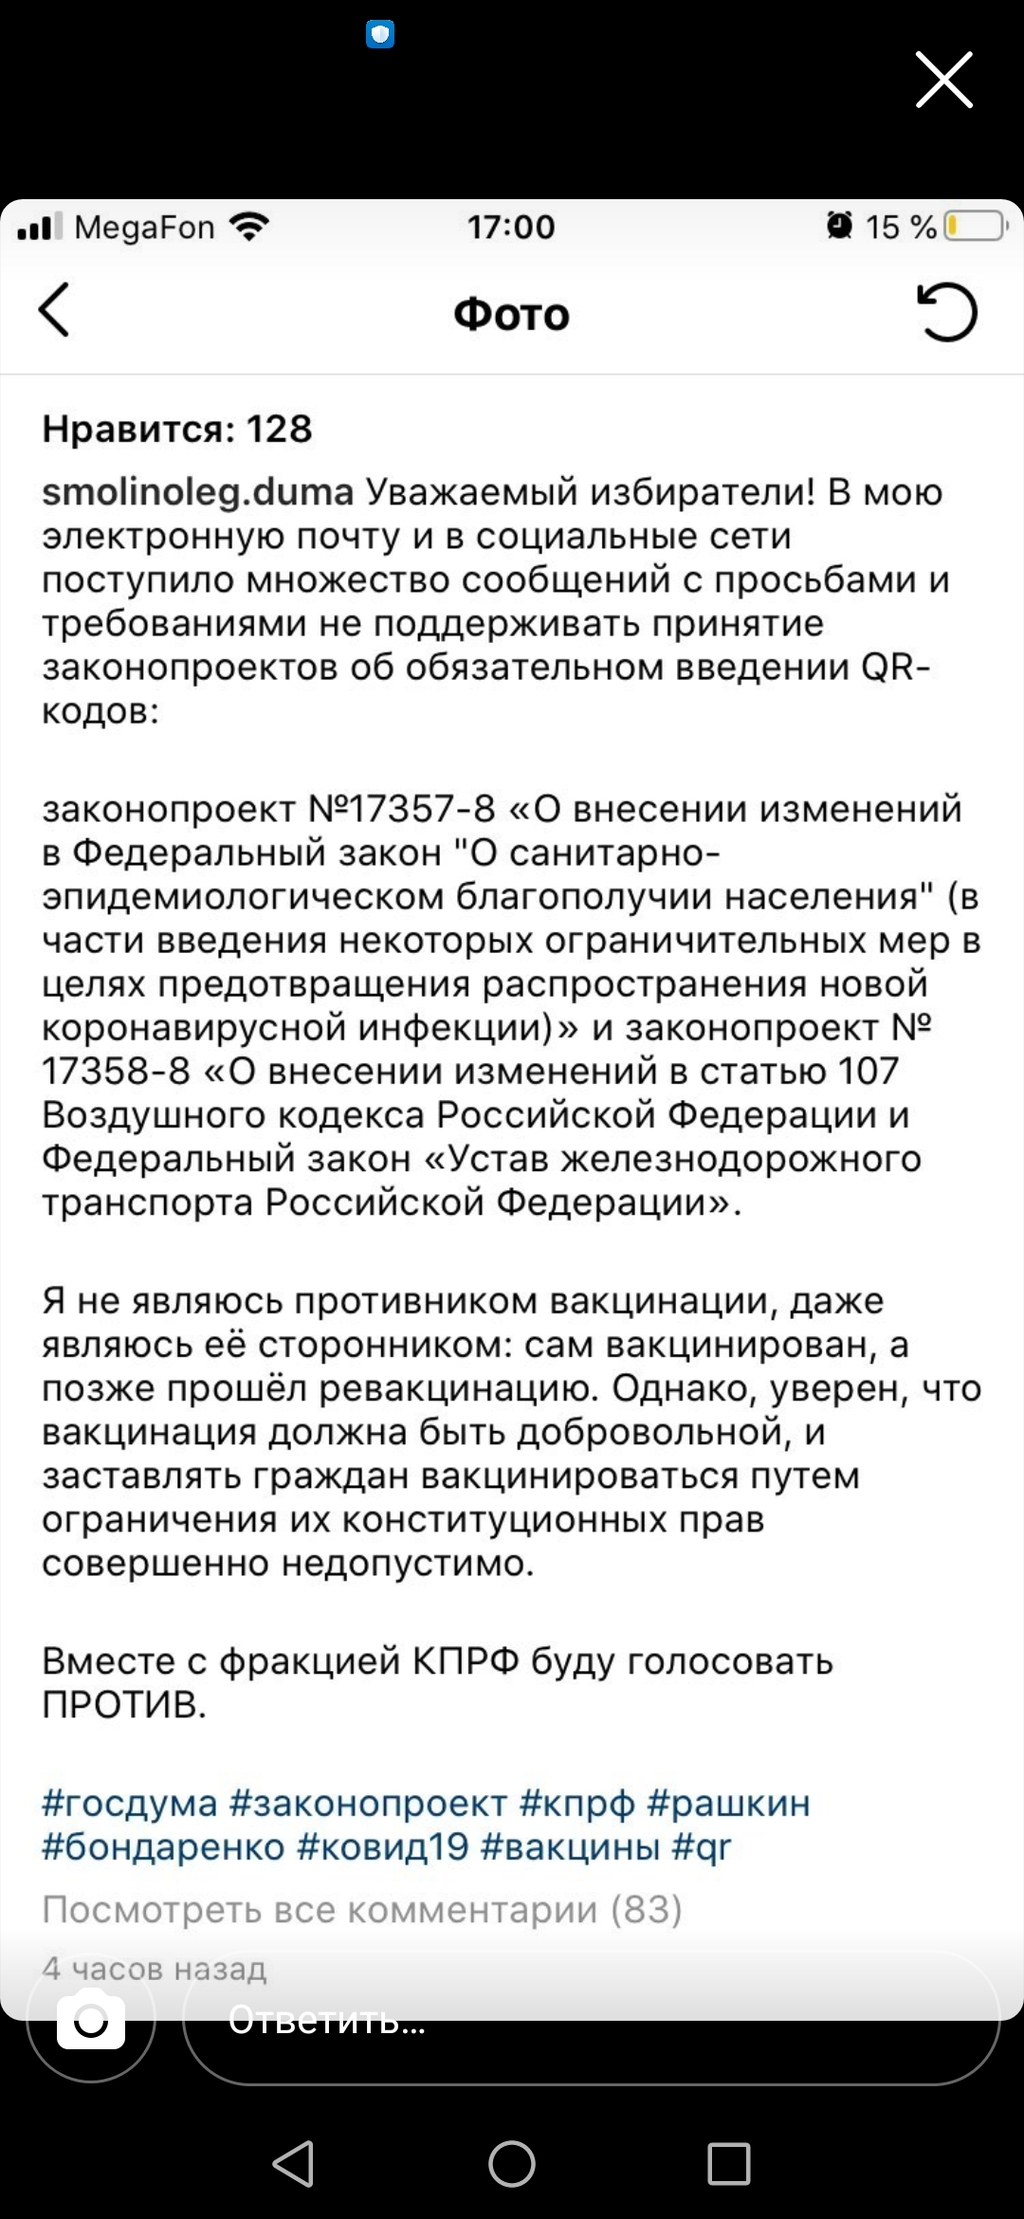 MegaFon 17:00 15 %
Фото
Нравится: 128
smolinoleg.duma Уважаемый избиратели! В мою
электронную почту и в социальные сети
поступило множество сообщений с просьбами и
требованиями не поддерживать принятие
законопроектов об обязательном введении QR-
кодов:
законопроект №17357-8 «О внесении изменений
в Федеральный закон "О санитарно-
эпидемиологическом благополучии населения" (в
части введения некоторых ограничительных мер в
целях предотвращения распространения новой
коронавирусной инфекции)» и законопроект №
17358-8 «О внесении изменений в статью 107
Воздушного кодекса Российской Федерации и
Федеральный закон «Устав железнодорожного
транспорта Российской Федерации».
Я не являюсь противником вакцинации, даже
являюсь её сторонником: сам вакцинирован, а
позже прошёл ревакцинацию. Однако, уверен, что
вакцинация должна быть добровольной, и
заставлять граждан вакцинироваться путем
ограничения их конституционных прав
совершенно недопустимо.
Вместе с фракцией КПРФ буду голосовать
ПРОТИВ.
#госдума #законопроект #кпрф #рашкин
#бондаренко #ковид19 #вакцины #qr
Посмотреть все комментарии (83)
4 часов назад
Ответить...